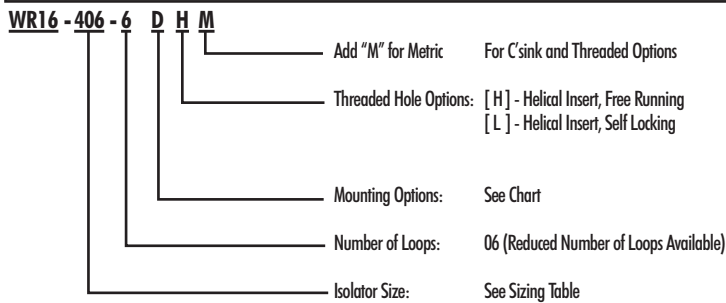 WR16 - 406 - 6 D H M
Add “M” for Metric For C’sink and Threaded Options
Threaded Hole Options: [ H ] - Helical Insert, Free Running
[ L ] - Helical Insert, Self Locking
Mounting Options: See Chart
Number of Loops: 06 (Reduced Number of Loops Available)
Isolator Size: See Sizing Table